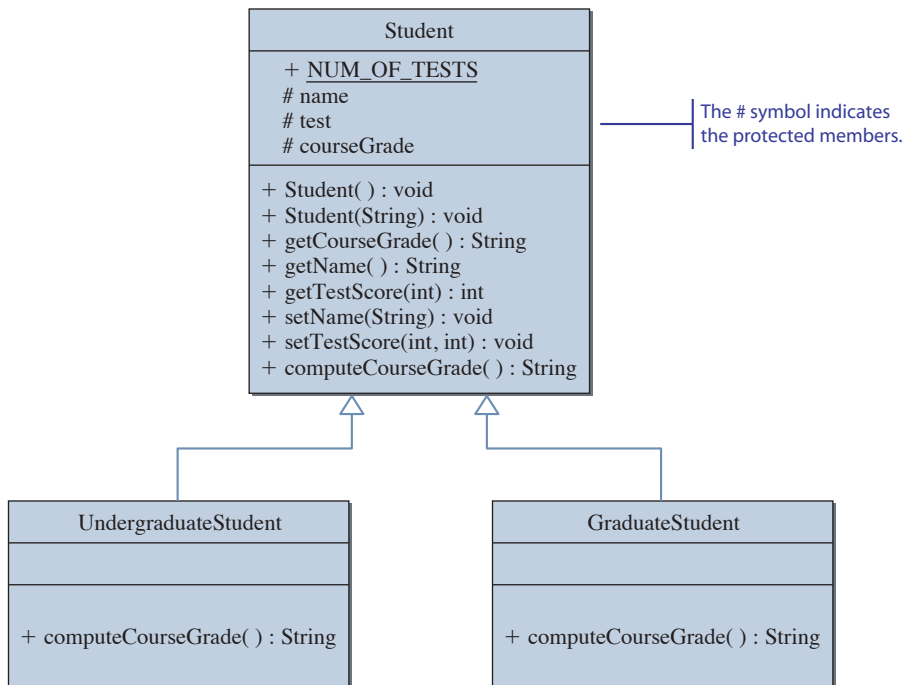 Student
+ NUM_OF_TESTS
# name
# test
# courseGrade
The # symbol indicates
the protected members.
+ Student( ) : void
+ Student(String) : void
+ getCourseGrade( ) : String
+ getName( ) : String
+ getTestScore(int) : int
+ setName(String) : void
+ setTestScore(int, int) : void
+ computeCourseGrade( ) : String
UndergraduateStudent
+ computeCourseGrade( ) : String
GraduateStudent
+ computeCourseGrade( ) : String